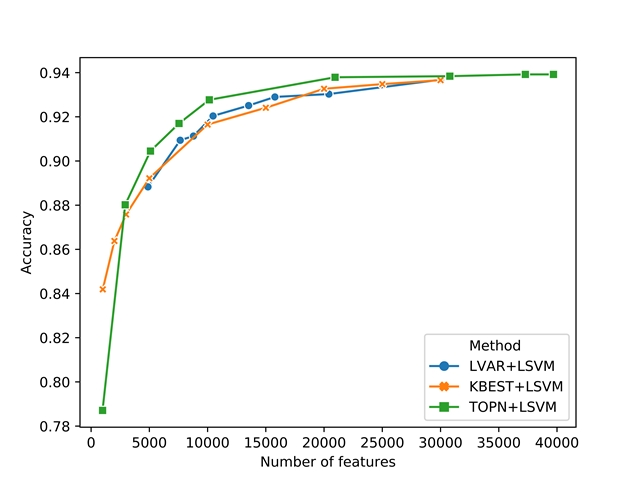 0.94
0.92
0.90
0.88
0.86
0.84
0.82
0.80
0.78
Accuracy
0 5000 10000 15000 20000 25000 30000 35000 40000
Number of features
Method
LVAR+LSVM
KBEST+LSVM
TOPN+LSVM